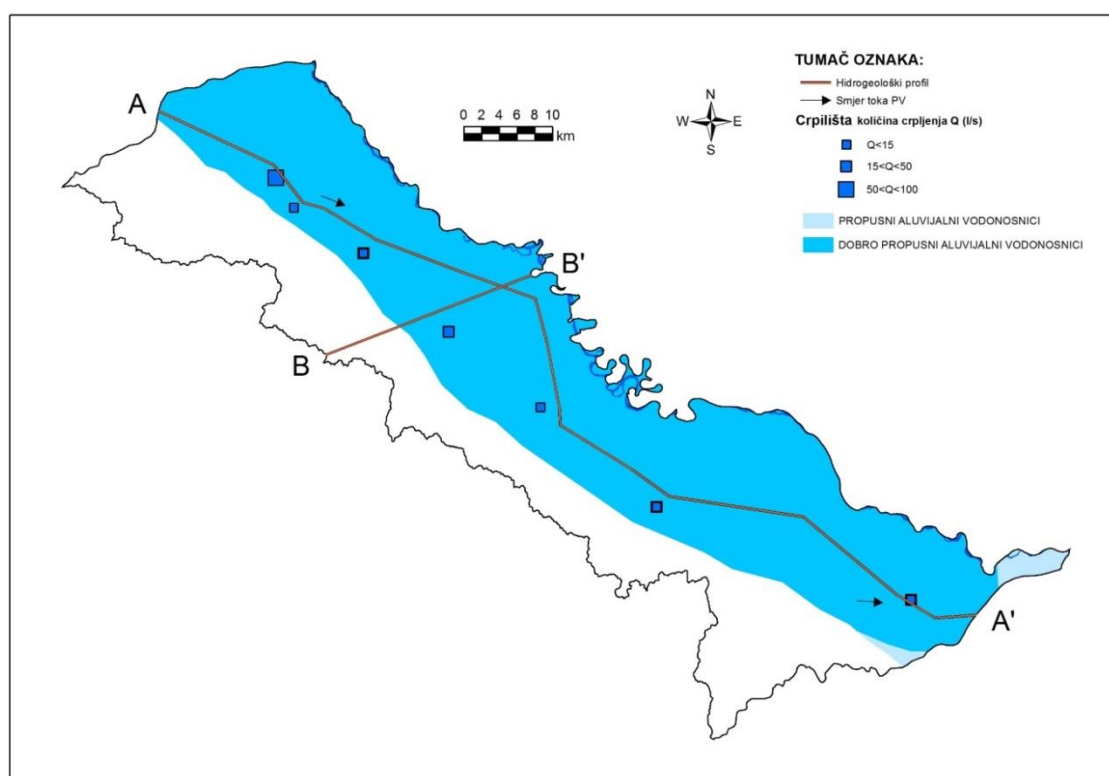 TUMAČ OZNAKA:
Hidrogeološki profil
Smjer toka PV
Crpilišta količina crpljenja Q (l/s)
Q<15
15<Q<50
50<Q<100
PROPUSNI ALUVIJALNI VODONOSNICI
DOBRO PROPUSNI ALUVIJALNI VODONOSNICI
0 2 4 6 8 10
km
N
W E
S
A
B'
B
A'